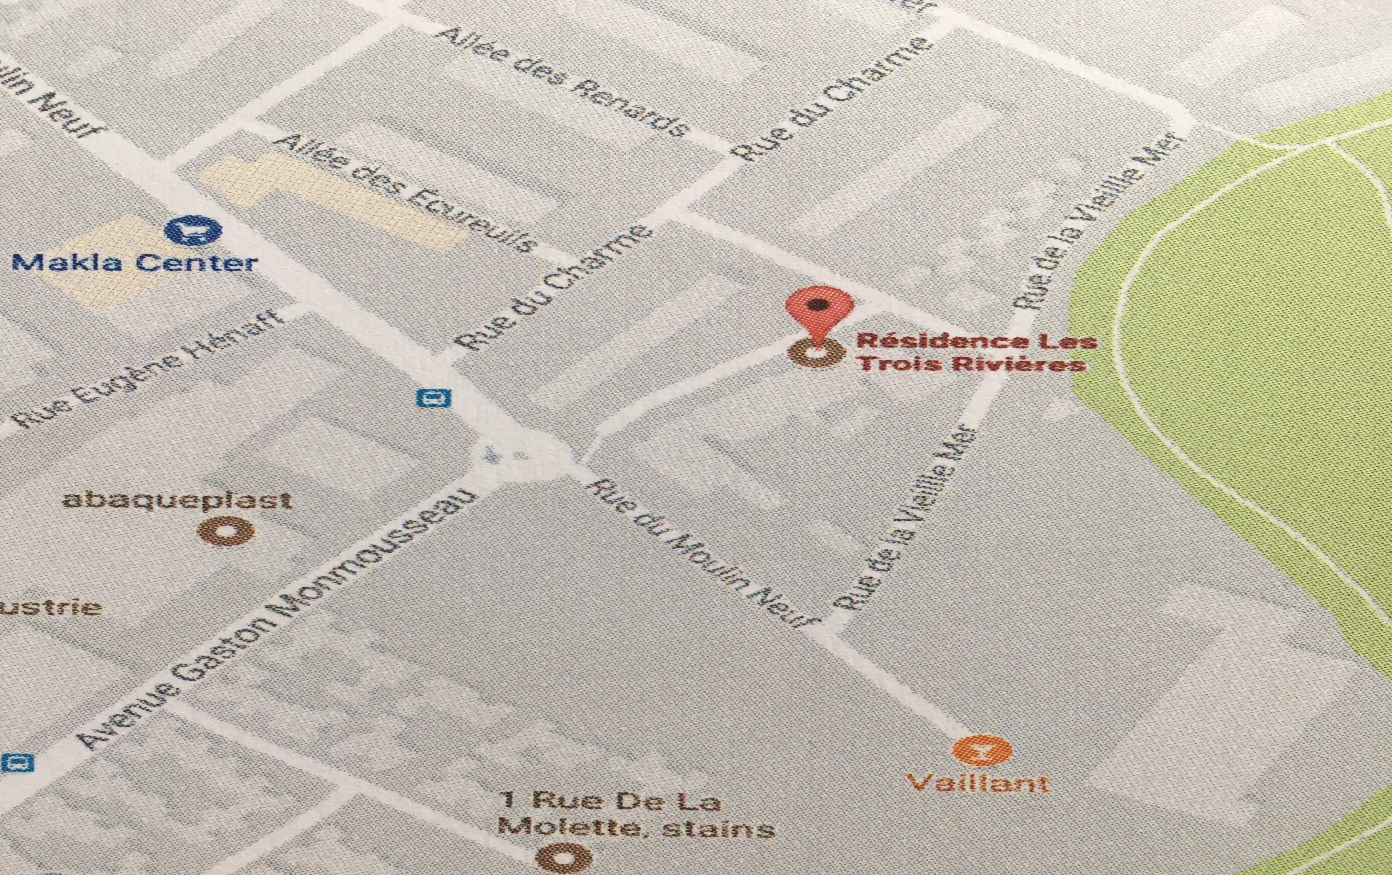 Allée des Renards
Rue du Charme
Neuf
Allée des Ecureuils
Rue de la Vieille Mer
Makla Center
Rue du Charme
Rue Eugène Hénaff
Résidence Les
Trois Rivières
abaqueplast
Rue du Moulin Neuf
Rue de la Vieille Mer
Avenue Gaston Monmousseau
Vaillant
1 Rue De La
Molette, stains